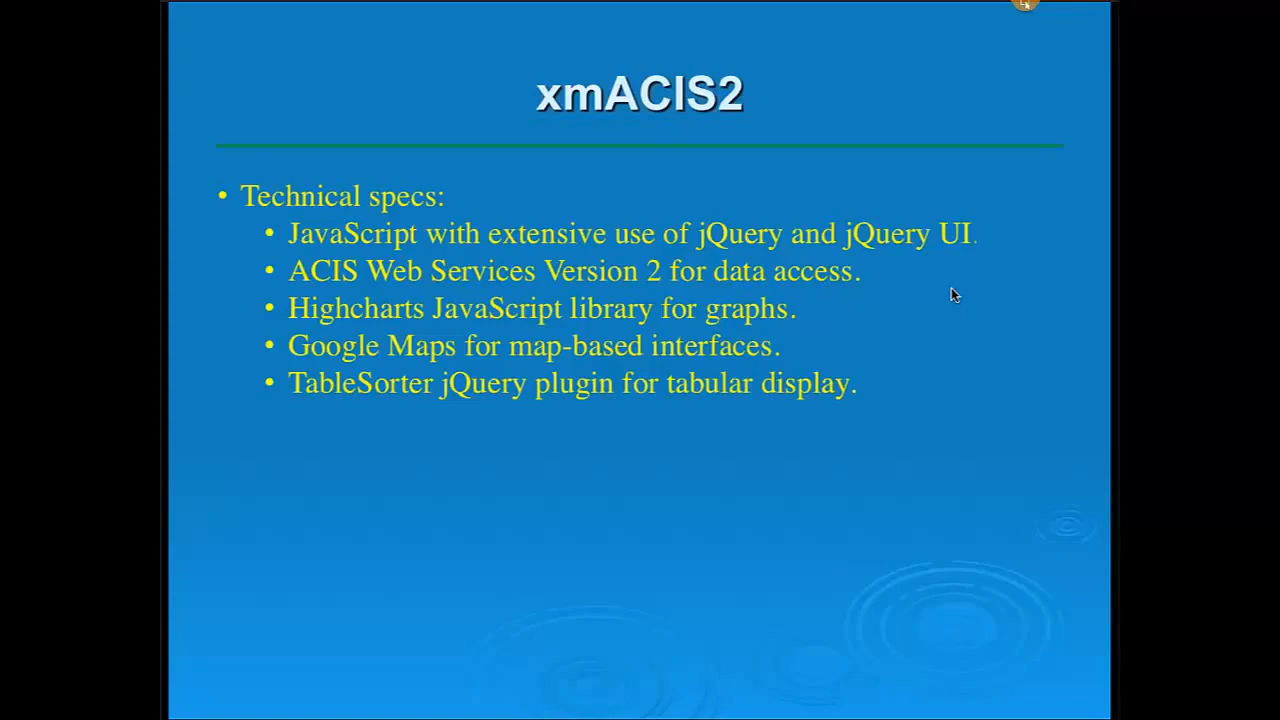 xmACIS2
• Technical specs:
• JavaScript with extensive use of jQuery and jQuery UI.
• ACIS Web Services Version 2 for data access.
• Highcharts JavaScript library for graphs.
• Google Maps for map-based interfaces.
• TableSorter jQuery plugin for tabular display.